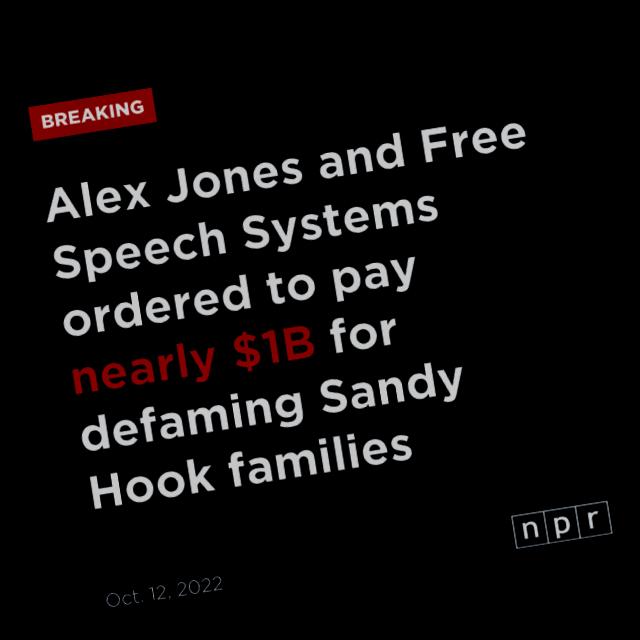 BREAKING
Alex Jones and Free
Speech Systems
ordered to pay
nearly $1B for
defaming Sandy
Hook families
npr
Oct. 12, 2022